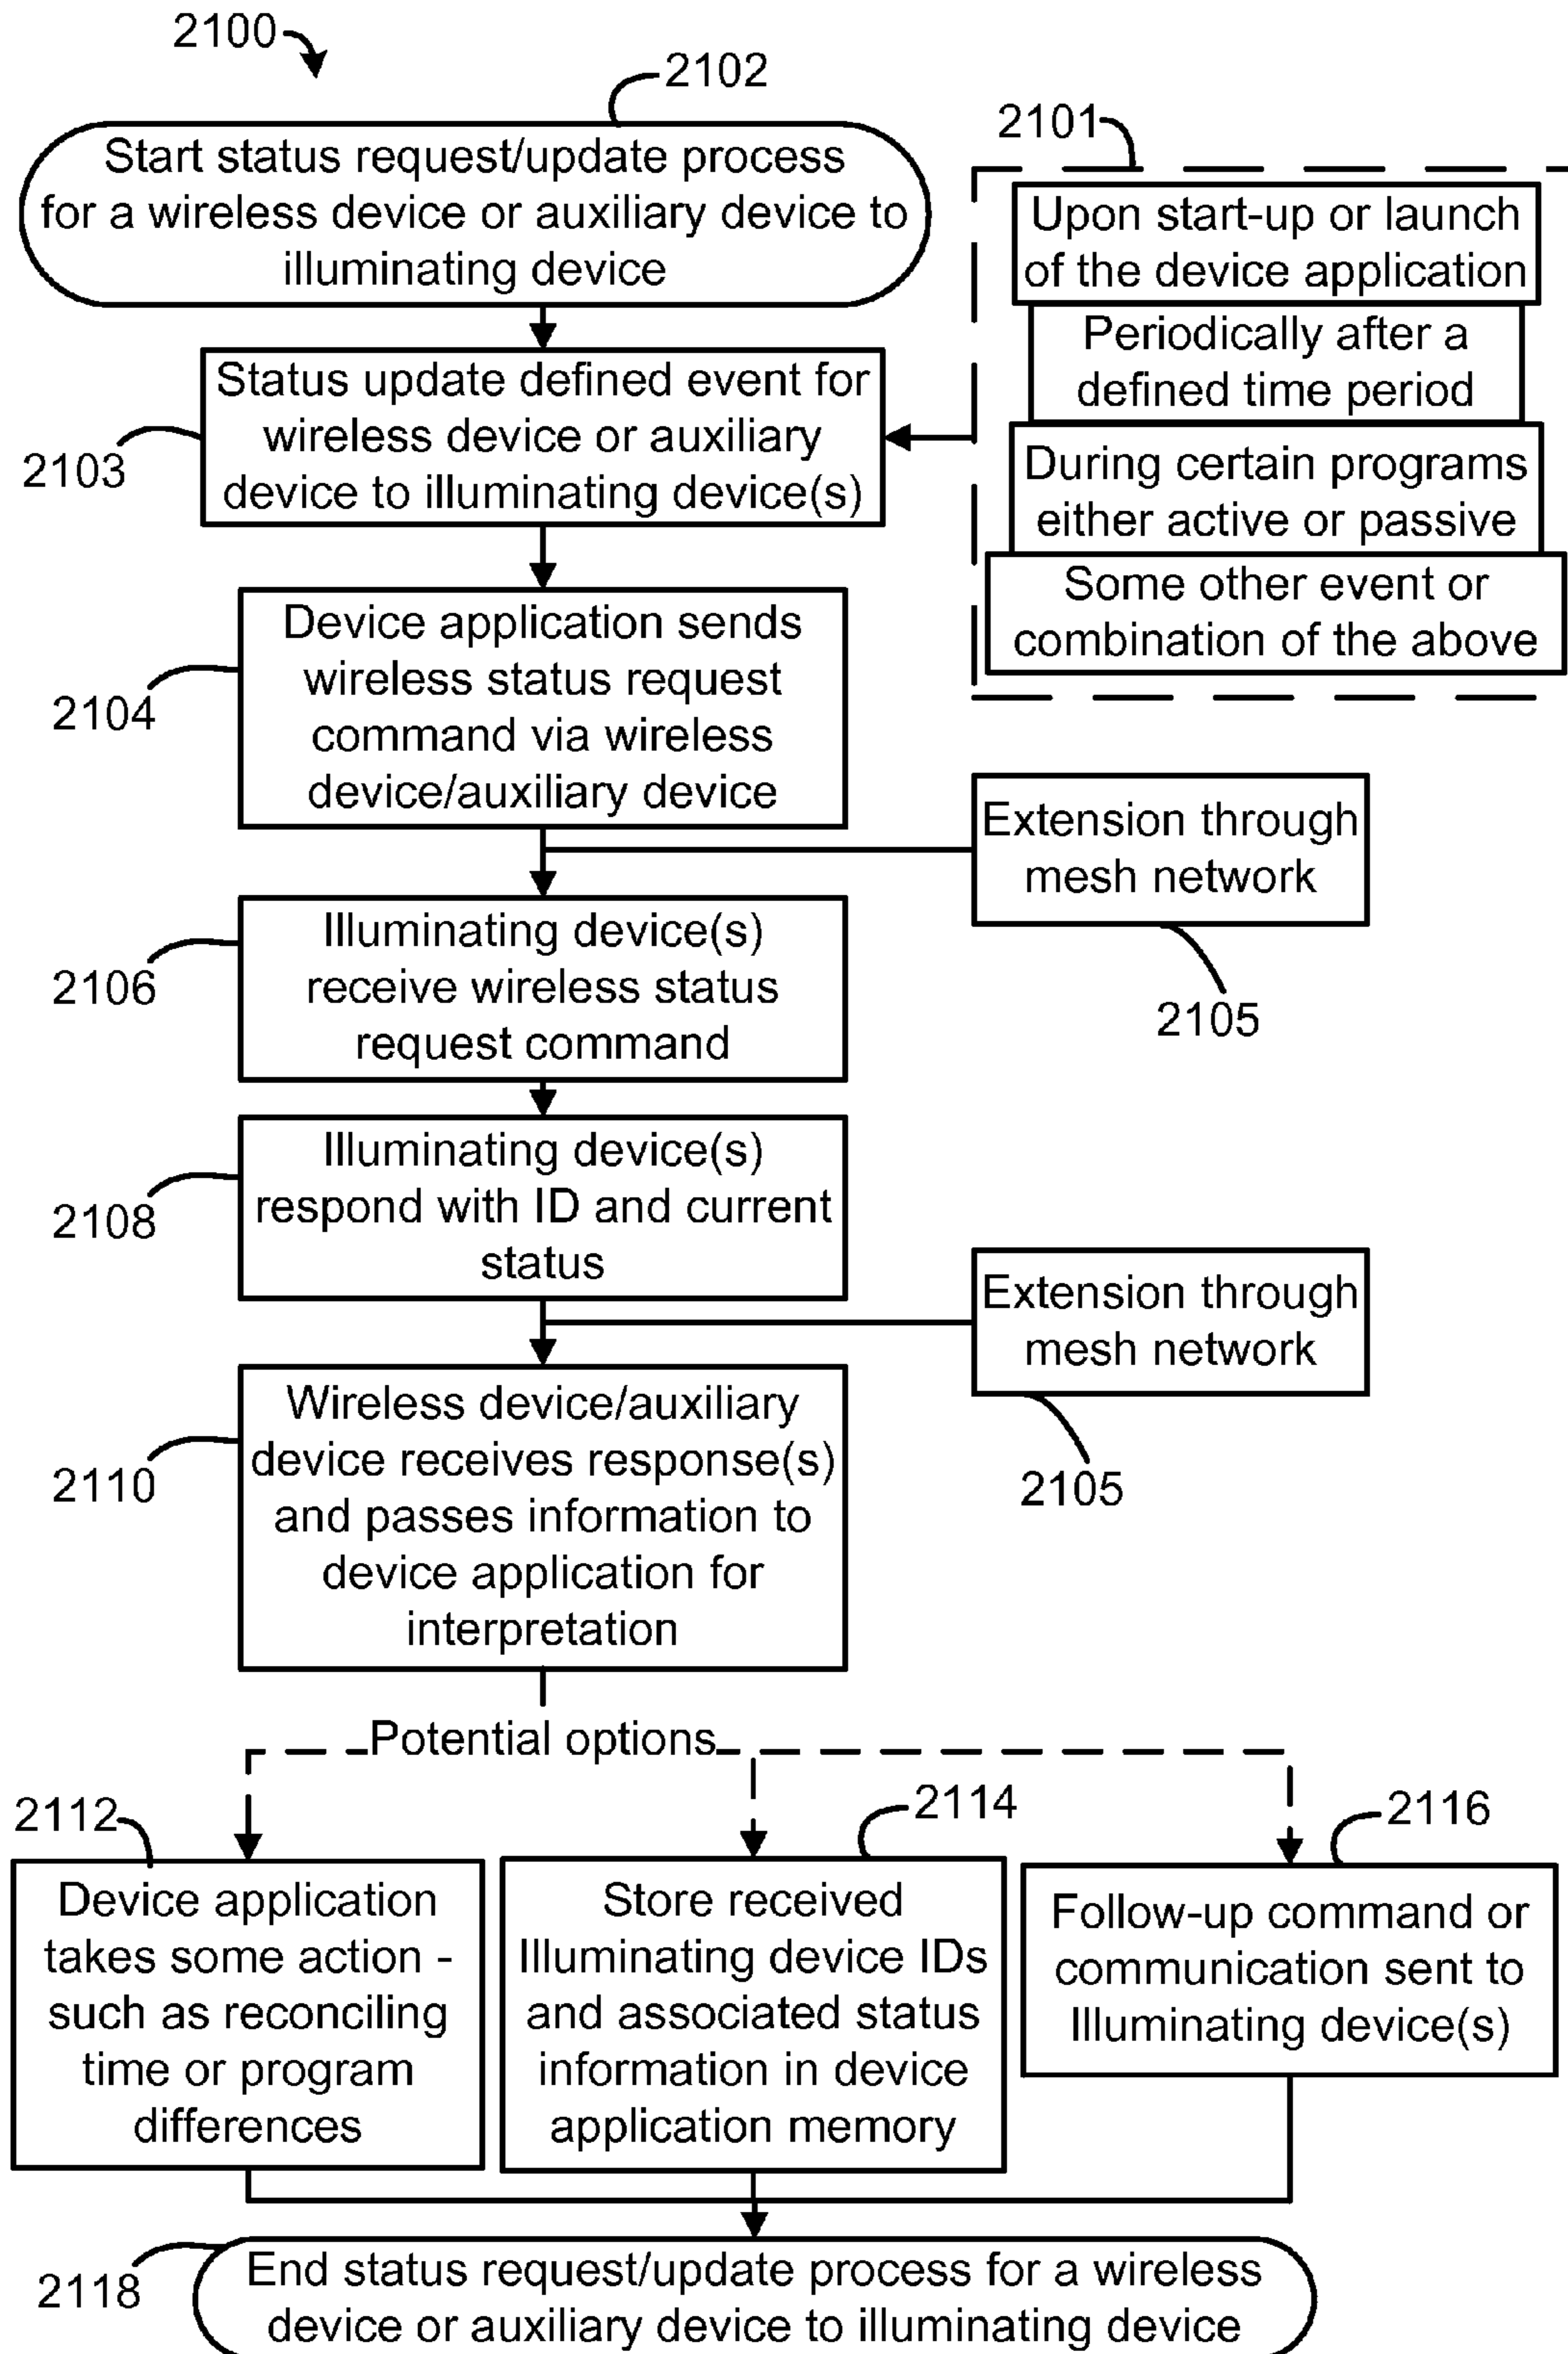 2100
2102
Start status request/update process
for a wireless device or auxiliary device to
illuminating device
2101
Upon start-up or launch
of the device application
Periodically after a
defined time period
During certain programs
either active or passive
Some other event or
combination of the above
Status update defined event for
wireless device or auxiliary
device to illuminating device(s)
2103
Device application sends
wireless status request
command via wireless
device/auxiliary device
2104
Extension through
mesh network
2105
Illuminating device(s)
receive wireless status
request command
2106
Illuminating device(s)
respond with ID and current
status
2108
Extension through
mesh network
2105
Wireless device/auxiliary
device receives response(s)
and passes information to
device application for
interpretation
2110
Potential options
2112
Device application
takes some action -
such as reconciling
time or program
differences
2114
Store received
Illuminating device IDs
and associated status
information in device
application memory
2116
Follow-up command or
communication sent to
Illuminating device(s)
2118
End status request/update process for a wireless
device or auxiliary device to illuminating device